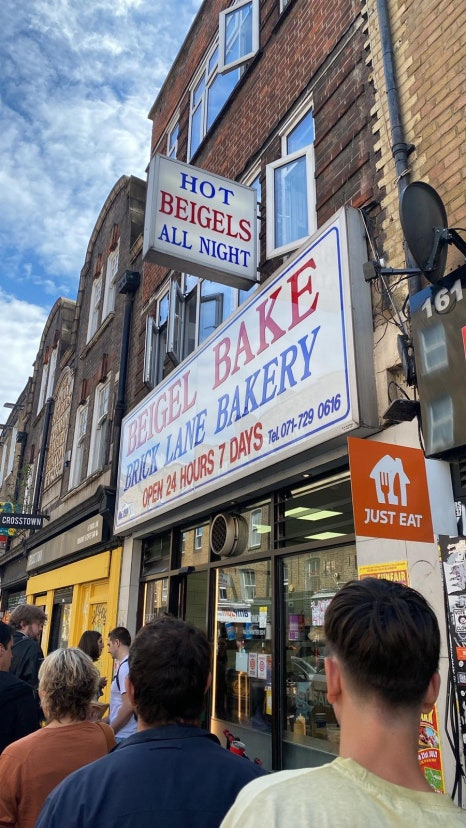 HOT
BEIGELS
ALL NIGHT
BEIGEL BAKE
BRICK LANE BAKERY
OPEN 24 HOURS 7 DAYS Tel. 071-729 0616
161
JUST EAT
CROSSTOWN